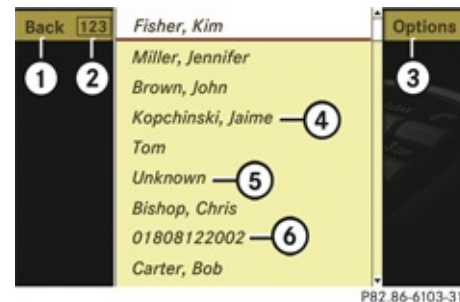 Back 123 Fisher, Kim Options
Miller, Jennifer
1 2 Brown, John 3
Kopchinski, Jaime 4
Tom
Unknown 5
Bishop, Chris
01808122002 6
Carter, Bob
P82.86-6103-31